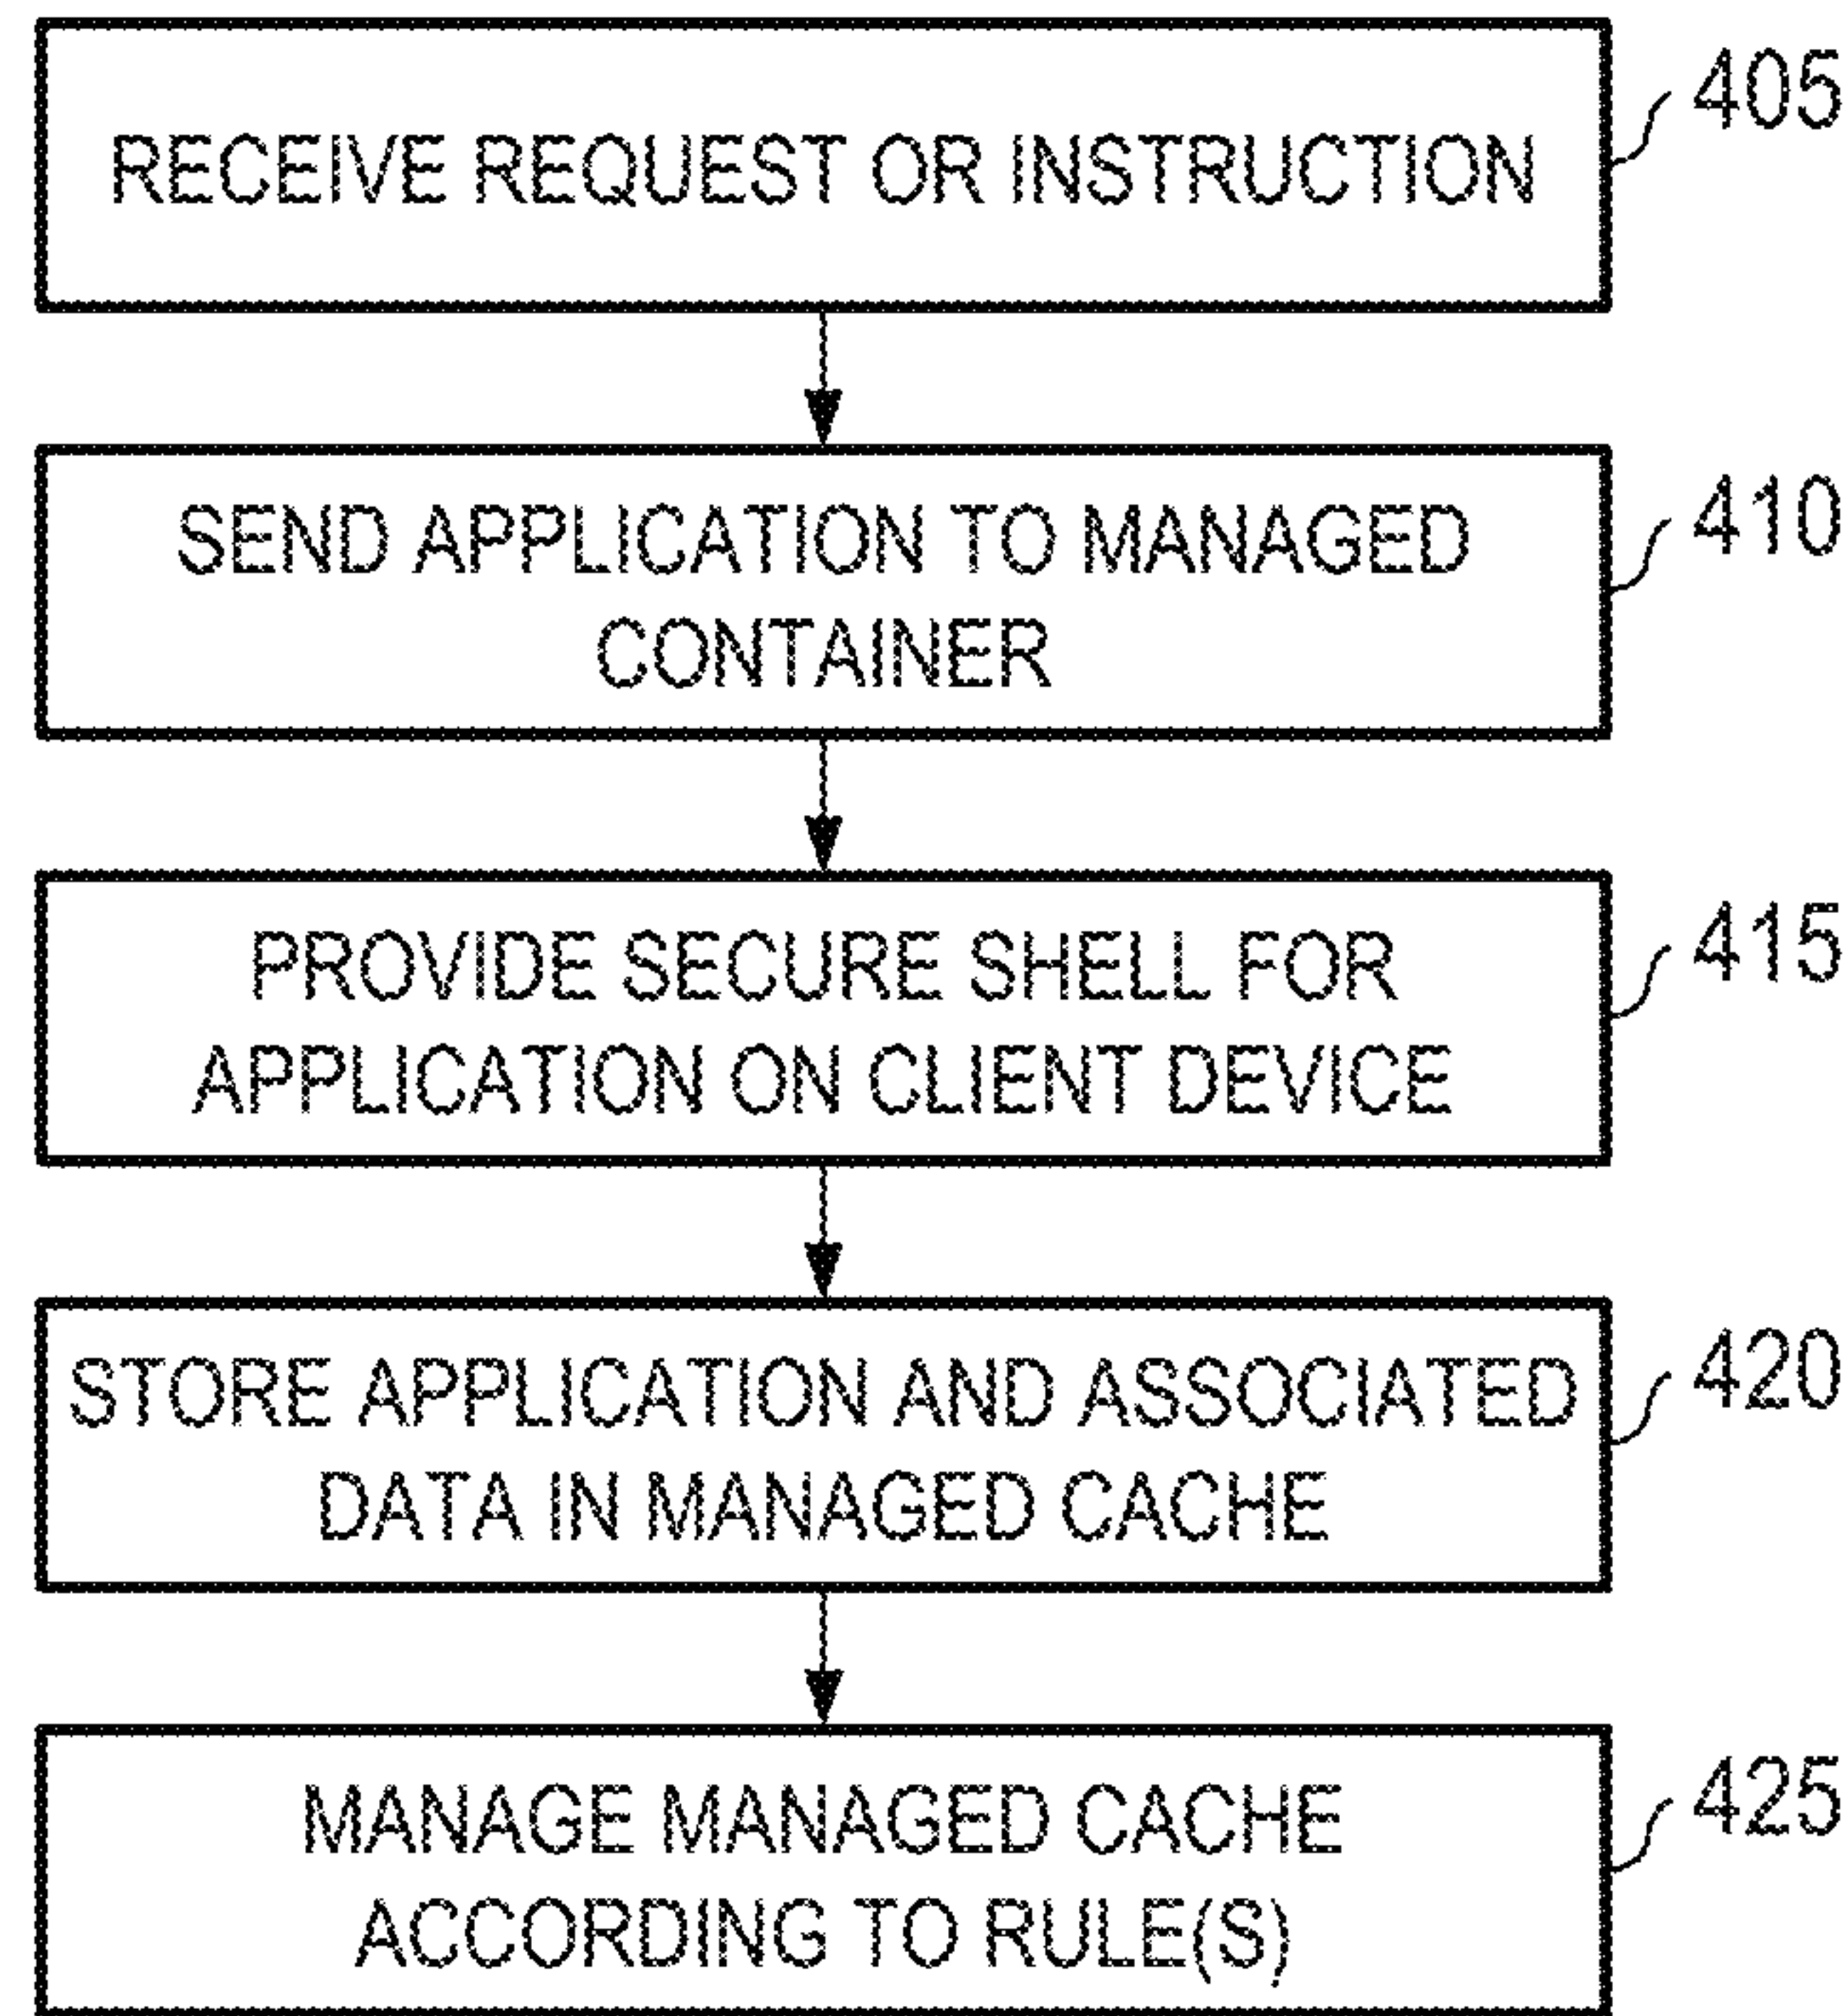 RECEIVE REQUEST OR INSTRUCTION
405
SEND APPLICATION TO MANAGED
CONTAINER
410
PROVIDE SECURE SHELL FOR
APPLICATION ON CLIENT DEVICE
415
STORE APPLICATION AND ASSOCIATED
DATA IN MANAGED CACHE
420
MANAGE MANAGED CACHE
ACCORDING TO RULE(S)
425